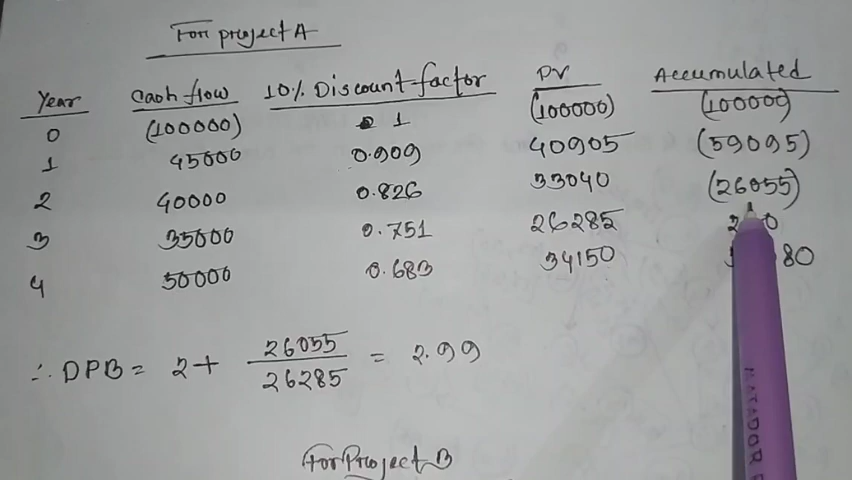 For project A
Year Cash flow 10% Discount factor PV Accumulated
0 (100000) 1 (100000) (100000)
1 45000 0.909 40905 (59095)
2 40000 0.826 33040 (26055)
3 35000 0.751 26285
4 50000 0.683 34150
∴ DPB = 2 + 26055/26285 = 2.99
For Project B
MATADOR